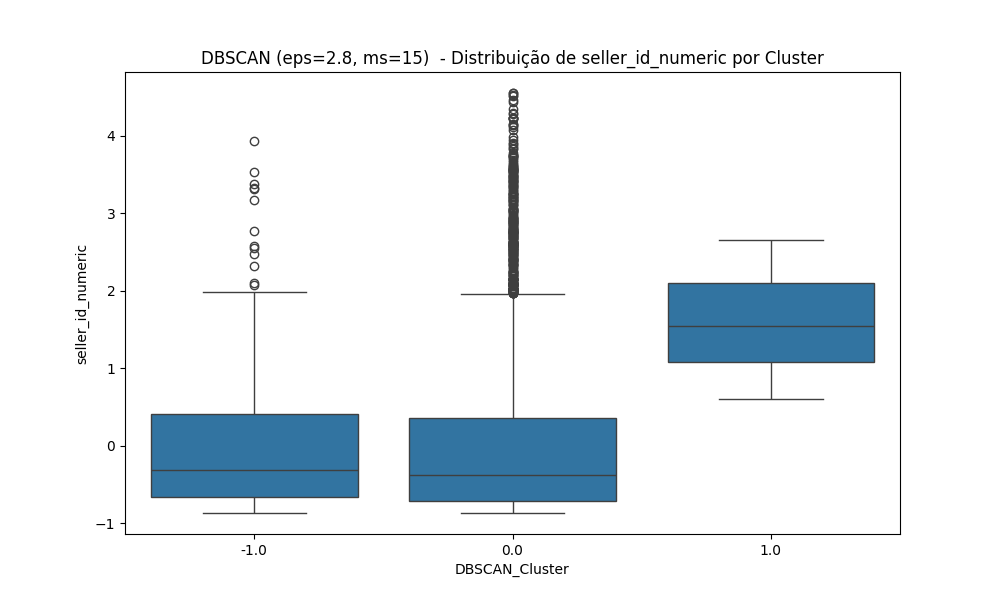 DBSCAN (eps=2.8, ms=15)  - Distribuição de seller_id_numeric por Cluster
seller_id_numeric
4
3
2
1
0
−1
-1.0 0.0 1.0
DBSCAN_Cluster